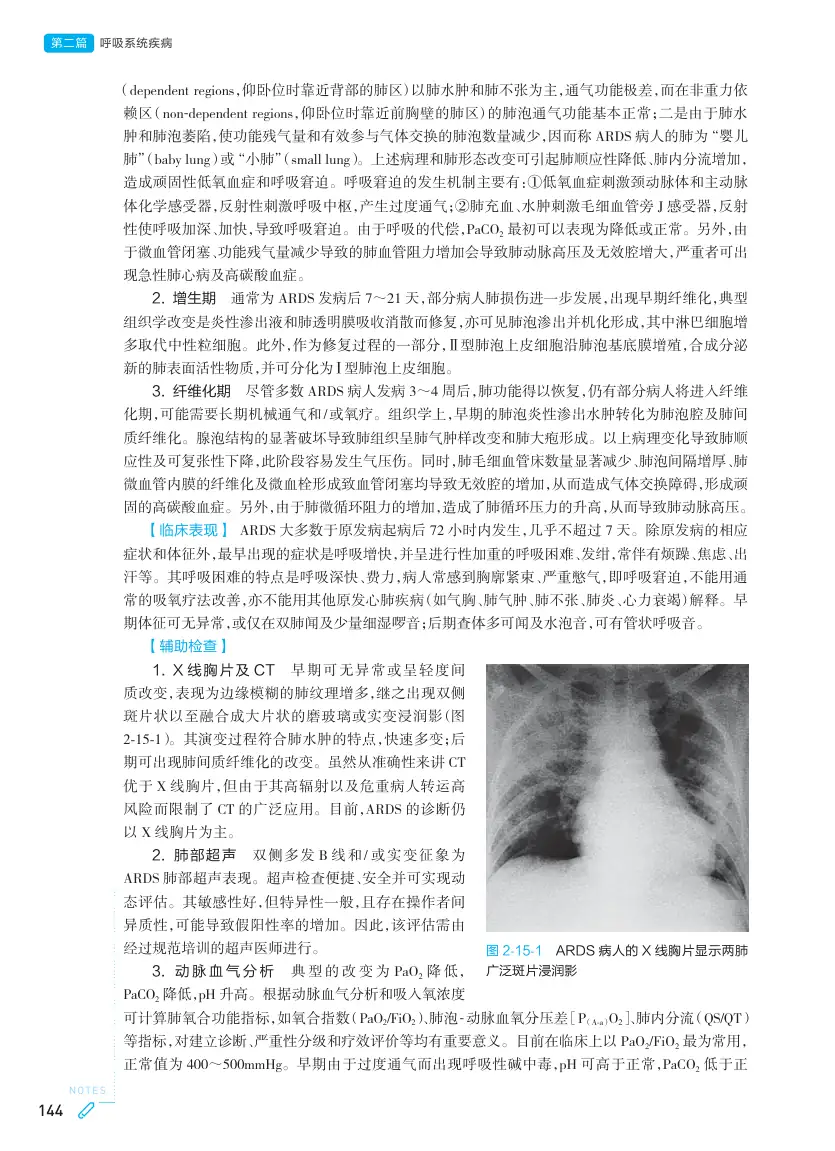 第二篇 呼吸系统疾病
（dependent regions,仰卧位时靠近背部的肺区）以肺水肿和肺不张为主,通气功能极差,而在非重力依
赖区（non-dependent regions,仰卧位时靠近前胸壁的肺区）的肺泡通气功能基本正常；二是由于肺水
肿和肺泡萎陷,使功能残气量和有效参与气体交换的肺泡数量减少,因而称 ARDS 病人的肺为“婴儿
肺”（baby lung）或“小肺”（small lung）。上述病理和肺形态改变可引起肺顺应性降低、肺内分流增加,
造成顽固性低氧血症和呼吸窘迫。呼吸窘迫的发生机制主要有：①低氧血症刺激颈动脉体和主动脉
体化学感受器,反射性刺激呼吸中枢,产生过度通气；②肺充血、水肿刺激毛细血管旁 J 感受器,反射
性使呼吸加深、加快,导致呼吸窘迫。由于呼吸的代偿,PaCO₂ 最初可以表现为降低或正常。另外,由
于微血管闭塞、功能残气量减少导致的肺血管阻力增加会导致肺动脉高压及无效腔增大,严重者可出
现急性肺心病及高碳酸血症。
2. 增生期 通常为 ARDS 发病后 7～21 天,部分病人肺损伤进一步发展,出现早期纤维化,典型
组织学改变是炎性渗出液和肺透明膜吸收消散而修复,亦可见肺泡渗出并机化形成,其中淋巴细胞增
多取代中性粒细胞。此外,作为修复过程的一部分,Ⅱ型肺泡上皮细胞沿肺泡基底膜增殖,合成分泌
新的肺表面活性物质,并可分化为Ⅰ型肺泡上皮细胞。
3. 纤维化期 尽管多数 ARDS 病人发病 3～4 周后,肺功能得以恢复,仍有部分病人将进入纤维
化期,可能需要长期机械通气和/或氧疗。组织学上,早期的肺泡炎性渗出水肿转化为肺泡腔及肺间
质纤维化。腺泡结构的显著破坏导致肺组织呈肺气肿样改变和肺大疱形成。以上病理变化导致肺顺
应性及可复张性下降,此阶段容易发生气压伤。同时,肺毛细血管床数量显著减少、肺泡间隔增厚、肺
微血管内膜的纤维化及微血栓形成致血管闭塞均导致无效腔的增加,从而造成气体交换障碍,形成顽
固的高碳酸血症。另外,由于肺微循环阻力的增加,造成了肺循环压力的升高,从而导致肺动脉高压。
【临床表现】 ARDS 大多数于原发病起病后 72 小时内发生,几乎不超过 7 天。除原发病的相应
症状和体征外,最早出现的症状是呼吸增快,并呈进行性加重的呼吸困难、发绀,常伴有烦躁、焦虑、出
汗等。其呼吸困难的特点是呼吸深快、费力,病人常感到胸廓紧束、严重憋气,即呼吸窘迫,不能用通
常的吸氧疗法改善,亦不能用其他原发心肺疾病（如气胸、肺气肿、肺不张、肺炎、心力衰竭）解释。早
期体征可无异常,或仅在双肺闻及少量细湿啰音；后期查体多可闻及水泡音,可有管状呼吸音。
【辅助检查】
1. X 线胸片及 CT 早期可无异常或呈轻度间
质改变,表现为边缘模糊的肺纹理增多,继之出现双侧
斑片状以至融合成大片状的磨玻璃或实变浸润影（图
2-15-1）。其演变过程符合肺水肿的特点,快速多变；后
期可出现肺间质纤维化的改变。虽然从准确性来讲 CT
优于 X 线胸片,但由于其高辐射以及危重病人转运高
风险而限制了 CT 的广泛应用。目前,ARDS 的诊断仍
以 X 线胸片为主。
2. 肺部超声 双侧多发 B 线和/或实变征象为
ARDS 肺部超声表现。超声检查便捷、安全并可实现动
态评估。其敏感性好,但特异性一般,且存在操作者间
异质性,可能导致假阳性率的增加。因此,该评估需由
经过规范培训的超声医师进行。
图 2-15-1 ARDS 病人的 X 线胸片显示两肺
广泛斑片浸润影
3. 动脉血气分析 典型的改变为 PaO₂ 降低,
PaCO₂ 降低,pH 升高。根据动脉血气分析和吸入氧浓度
可计算肺氧合功能指标,如氧合指数（PaO₂/FiO₂）、肺泡-动脉血氧分压差［P₍A-a₎O₂］、肺内分流（QS/QT）
等指标,对建立诊断、严重性分级和疗效评价等均有重要意义。目前在临床上以 PaO₂/FiO₂ 最为常用,
正常值为 400～500mmHg。早期由于过度通气而出现呼吸性碱中毒,pH 可高于正常,PaCO₂ 低于正
NOTES
144